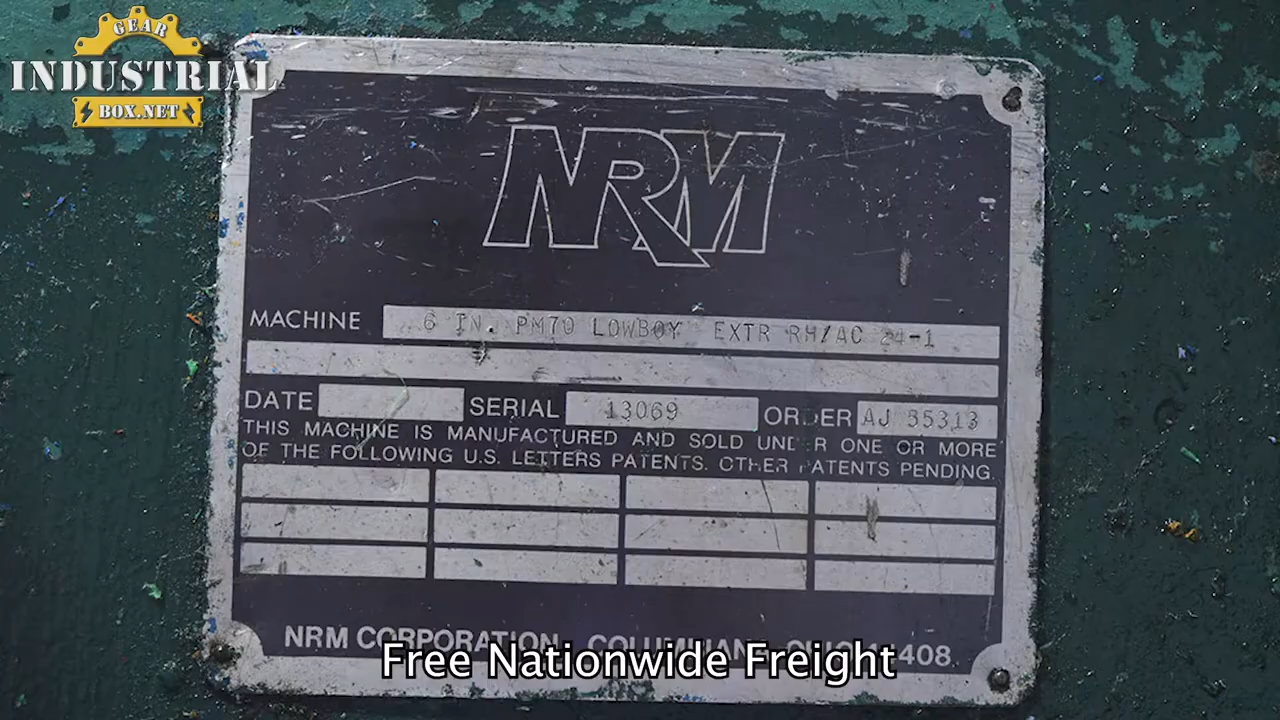 GEAR
INDUSTRIAL
BOX.NET
NRM
MACHINE 6 IN. PM70 LOWBOY EXTR RH/AC 24-1
DATE SERIAL 13069 ORDER AJ 35313
THIS MACHINE IS MANUFACTURED AND SOLD UNDER ONE OR MORE
OF THE FOLLOWING U.S. LETTERS PATENTS. OTHER PATENTS PENDING.
NRM CORPORATION 408
Free Nationwide Freight